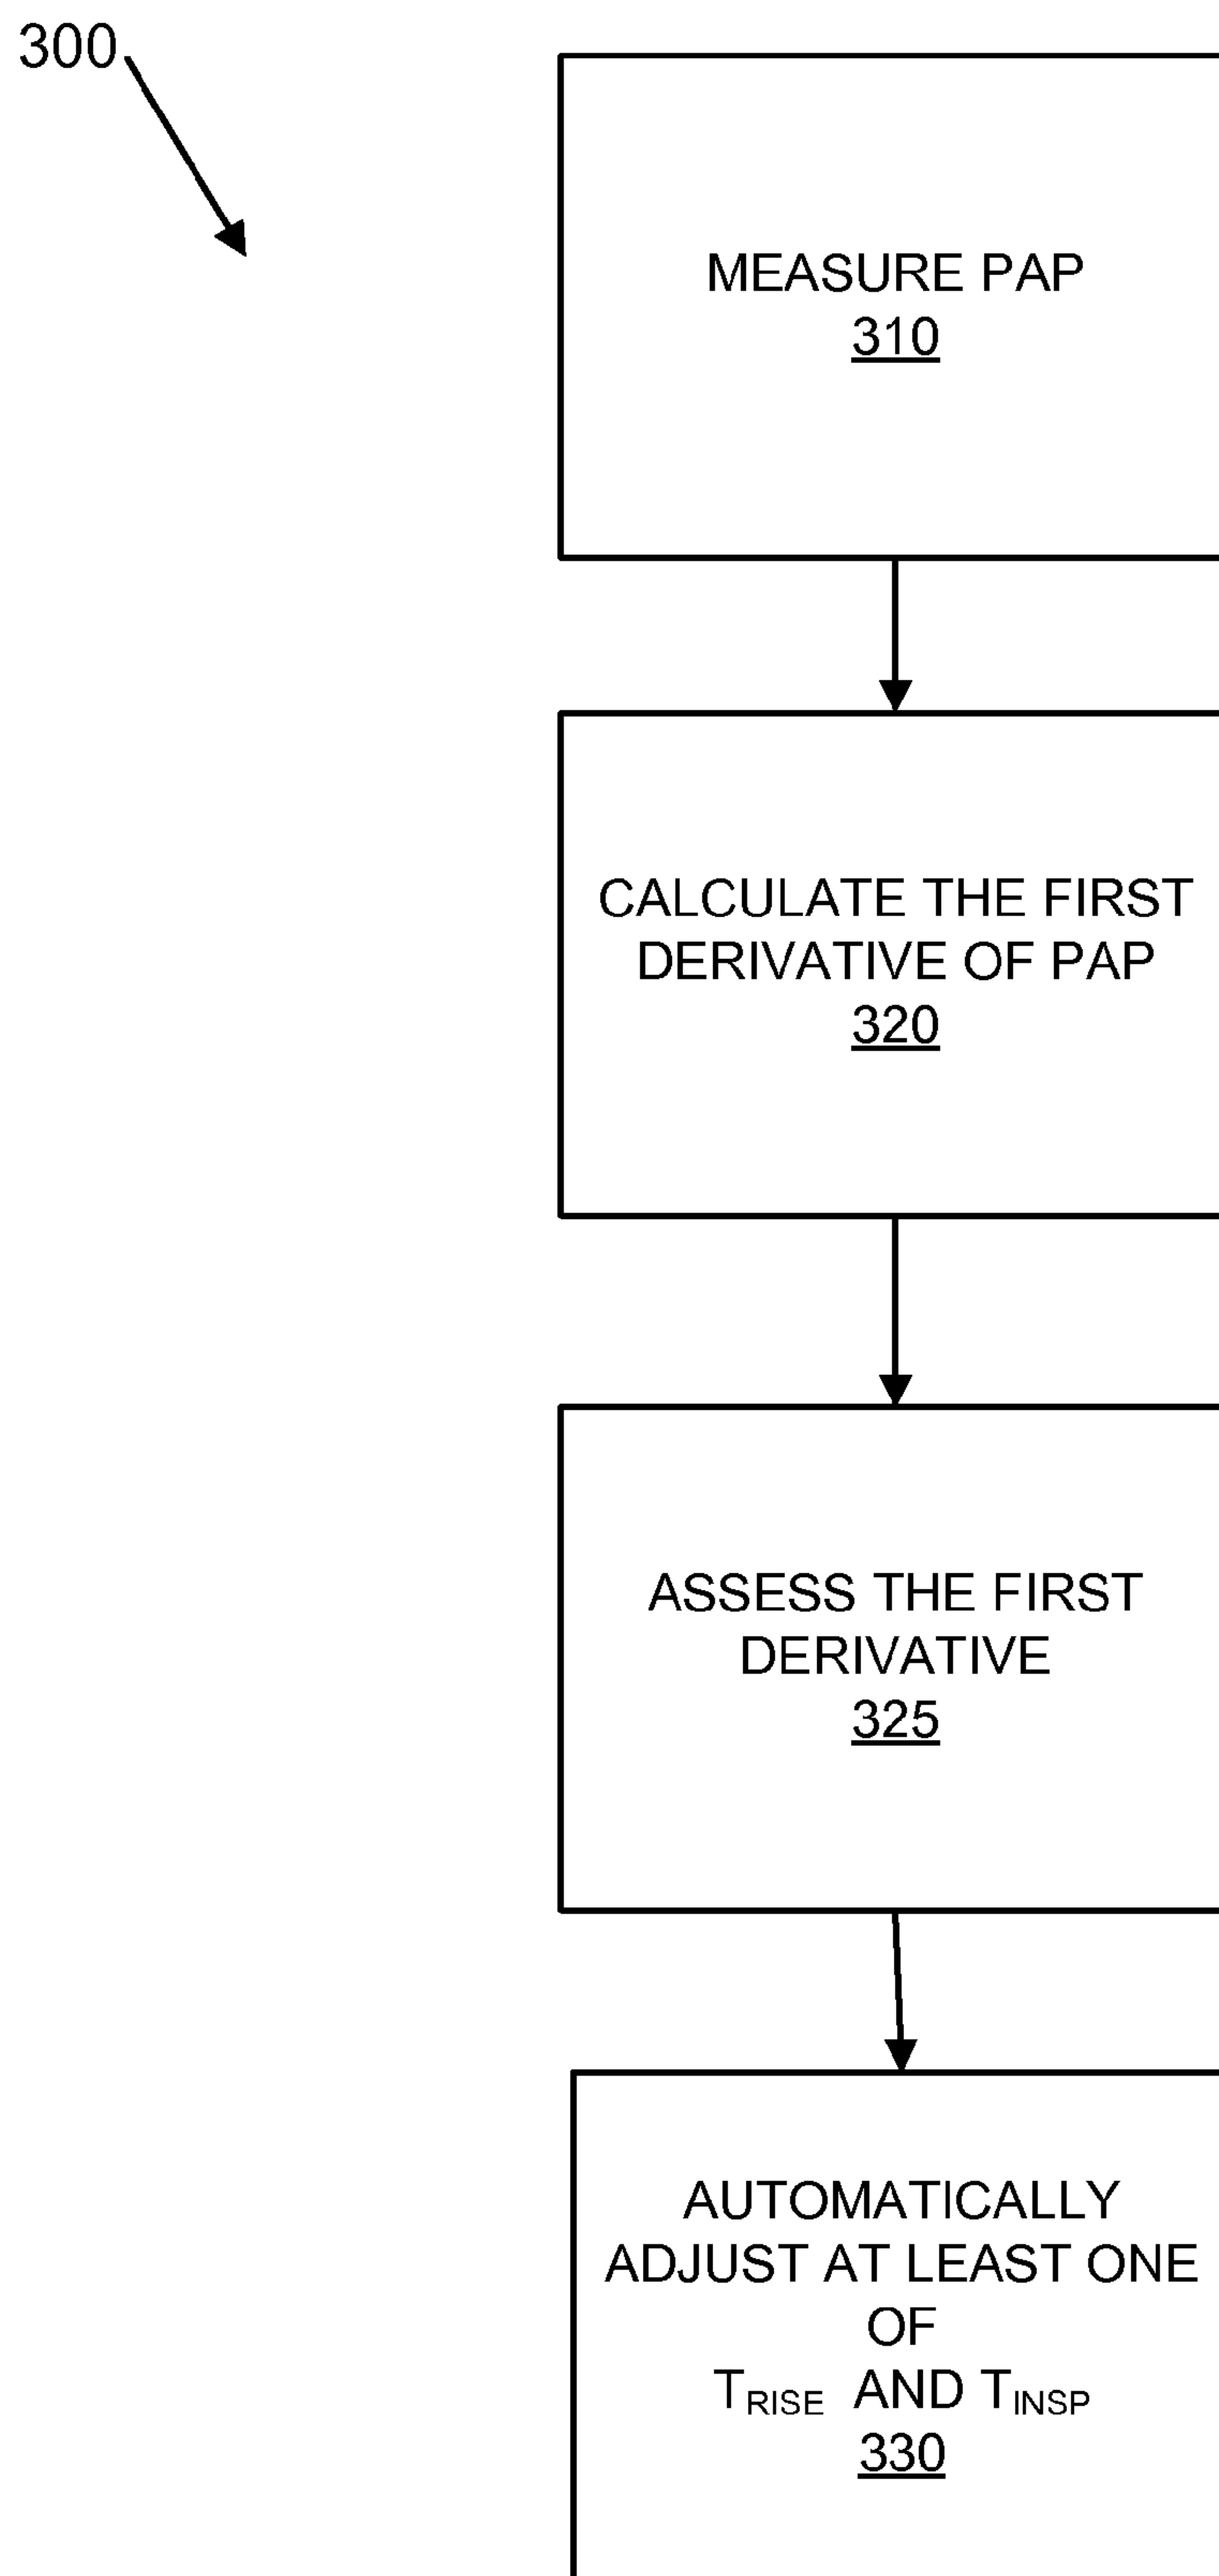 300
MEASURE PAP
310
CALCULATE THE FIRST
DERIVATIVE OF PAP
320
ASSESS THE FIRST
DERIVATIVE
325
AUTOMATICALLY
ADJUST AT LEAST ONE
OF
TRISE AND TINSP
330